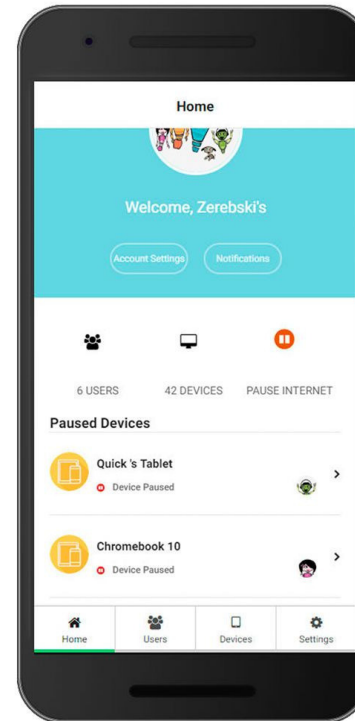 Home
Welcome, Zerebski's
Account Settings Notifications
6 USERS 42 DEVICES PAUSE INTERNET
Paused Devices
Quick 's Tablet
Device Paused
Chromebook 10
Device Paused
Home Users Devices Settings